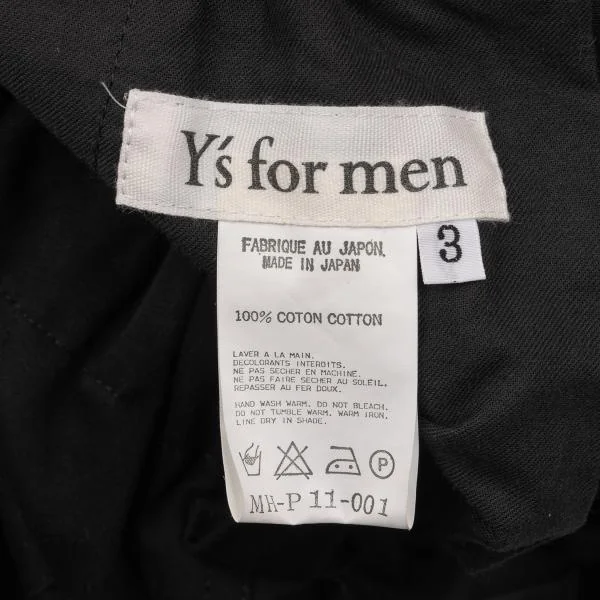 Y's for men
3
FABRIQUE AU JAPON.
MADE IN JAPAN
100% COTON COTTON
LAVER A LA MAIN.
DECOLORANTS INTERDITS.
NE PAS SECHER EN MACHINE.
NE PAS FAIRE SECHER AU SOLEIL.
REPASSER AU FER DOUX.
HAND WASH WARM. DO NOT BLEACH.
DO NOT TUMBLE WARM. WARM IRON.
LINE DRY IN SHADE.
P
MH-P 11-001